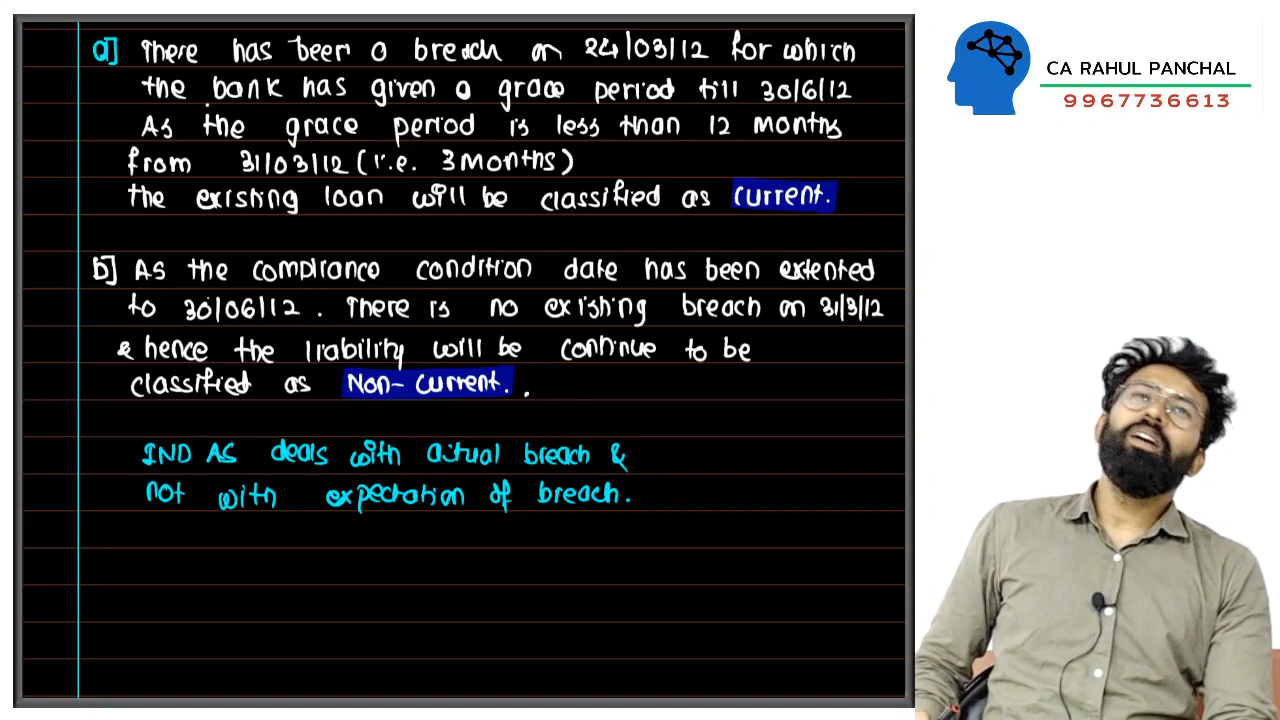 a] There has been a breach on 24/03/12 for which
the bank has given a grace period till 30/6/12
As the grace period is less than 12 months
from 31/03/12 (i.e. 3 months)
the existing loan will be classified as current.
b] As the compliance condition date has been extented
to 30/06/12. There is no existing breach on 31/3/12
& hence the liability will be continue to be
classified as Non-current.
IND AS deals with actual breach &
not with expectation of breach.
CA RAHUL PANCHAL
9967736613